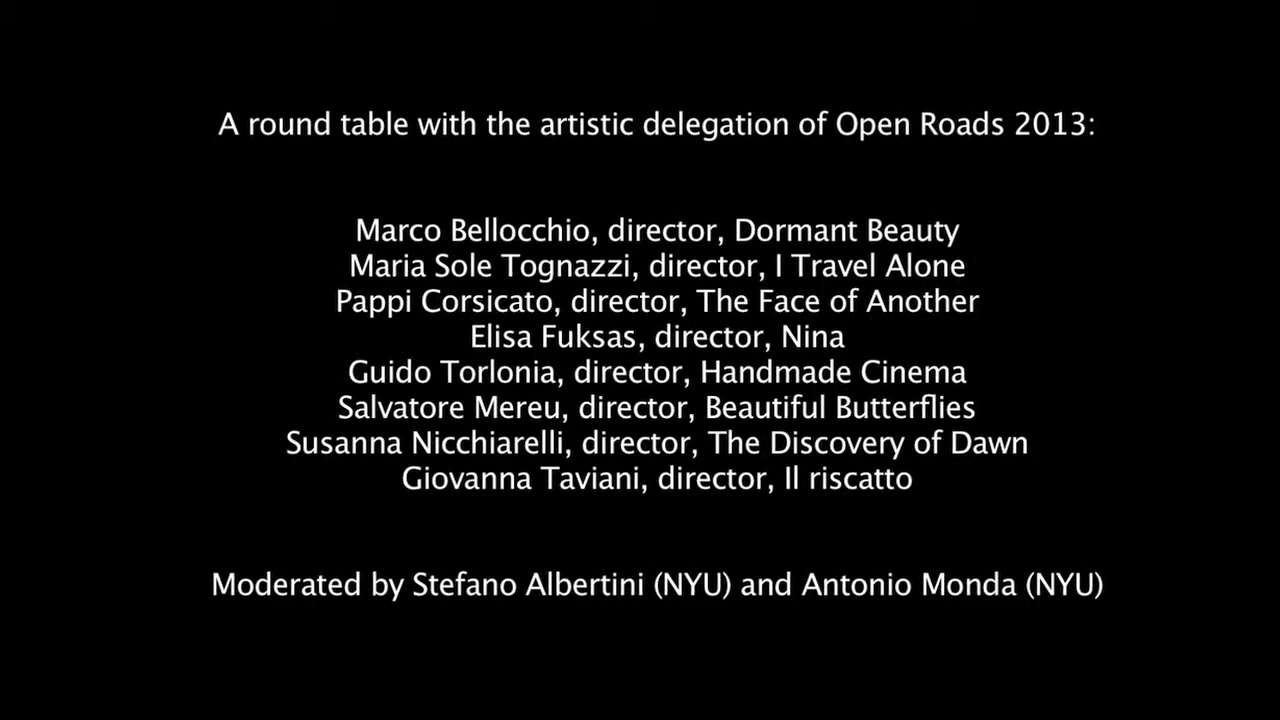 A round table with the artistic delegation of Open Roads 2013:
Marco Bellocchio, director, Dormant Beauty
Maria Sole Tognazzi, director, I Travel Alone
Pappi Corsicato, director, The Face of Another
Elisa Fuksas, director, Nina
Guido Torlonia, director, Handmade Cinema
Salvatore Mereu, director, Beautiful Butterflies
Susanna Nicchiarelli, director, The Discovery of Dawn
Giovanna Taviani, director, Il riscatto
Moderated by Stefano Albertini (NYU) and Antonio Monda (NYU)